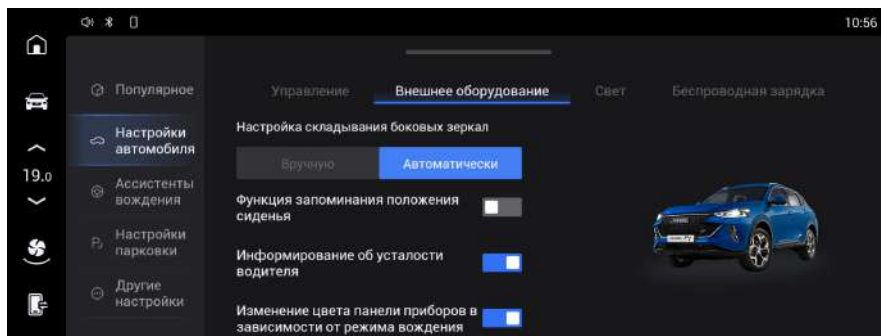 10:56
Популярное
Настройки
автомобиля
Ассистенты
вождения
Настройки
парковки
Другие
настройки
19.0
Управление
Внешнее оборудование
Свет
Беспроводная зарядка
Настройка складывания боковых зеркал
Вручную
Автоматически
Функция запоминания положения
сиденья
Информирование об усталости
водителя
Изменение цвета панели приборов в
зависимости от режима вождения